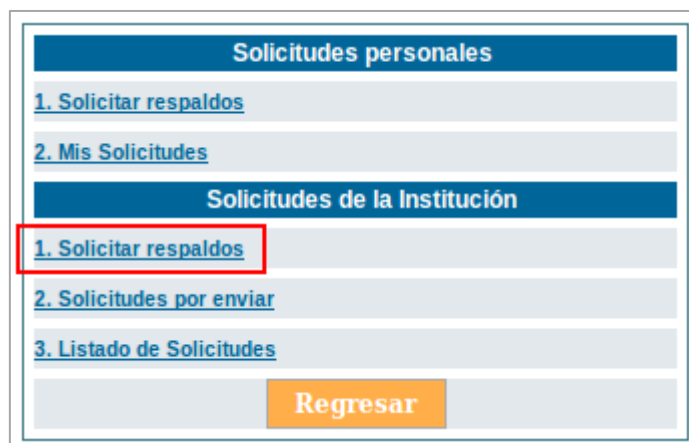 Solicitudes personales
1. Solicitar respaldos
2. Mis Solicitudes
Solicitudes de la Institución
1. Solicitar respaldos
2. Solicitudes por enviar
3. Listado de Solicitudes
Regresar